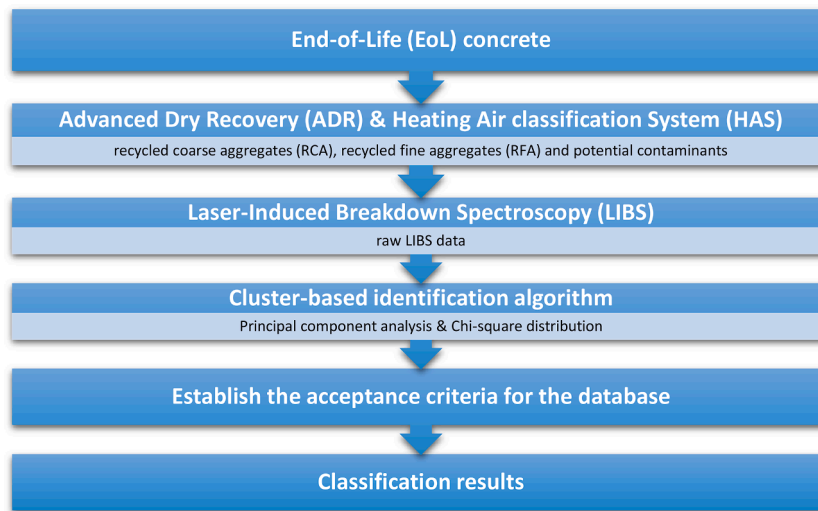 End-of-Life (EoL) concrete
Advanced Dry Recovery (ADR) & Heating Air classification System (HAS)
recycled coarse aggregates (RCA), recycled fine aggregates (RFA) and potential contaminants
Laser-Induced Breakdown Spectroscopy (LIBS)
raw LIBS data
Cluster-based identification algorithm
Principal component analysis & Chi-square distribution
Establish the acceptance criteria for the database
Classification results